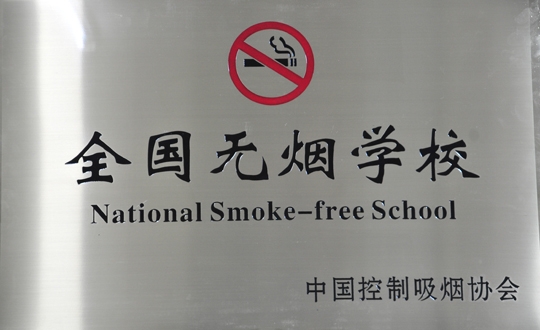 全国无烟学校
National Smoke-free School
中国控制吸烟协会